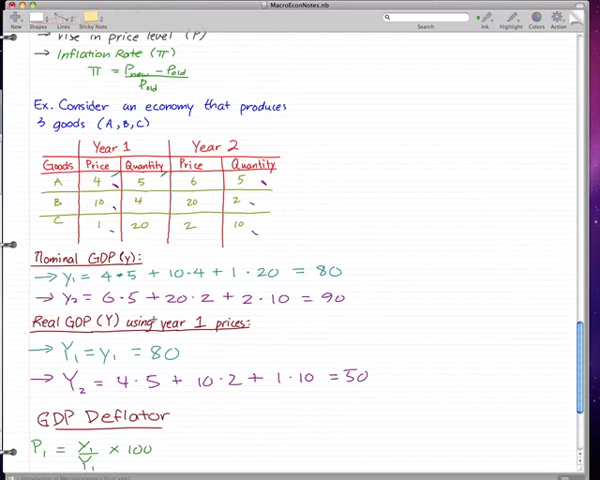 MacroEconNotes.nb
New Shapes Sticky Note Ink Highlight Color Action
→ rise in price level (P)
→ Inflation Rate (π)
π = Pnew - Pold
Pold
Ex. Consider an economy that produces
3 goods (A, B, C)
Year 1 Year 2
Goods Price Quantity Price Quantity
A 4 5 6 5
B 10 4 20 2
C 1 20 2 10
Nominal GDP (y):
→ y₁ = 4·5 + 10·4 + 1·20 = 80
→ y₂ = 6·5 + 20·2 + 2·10 = 90
Real GDP (Y) using year 1 prices:
→ Y₁ = y₁ = 80
→ Y₂ = 4·5 + 10·2 + 1·10 = 50
GDP Deflator
P₁ = y₁ × 100
Y₁